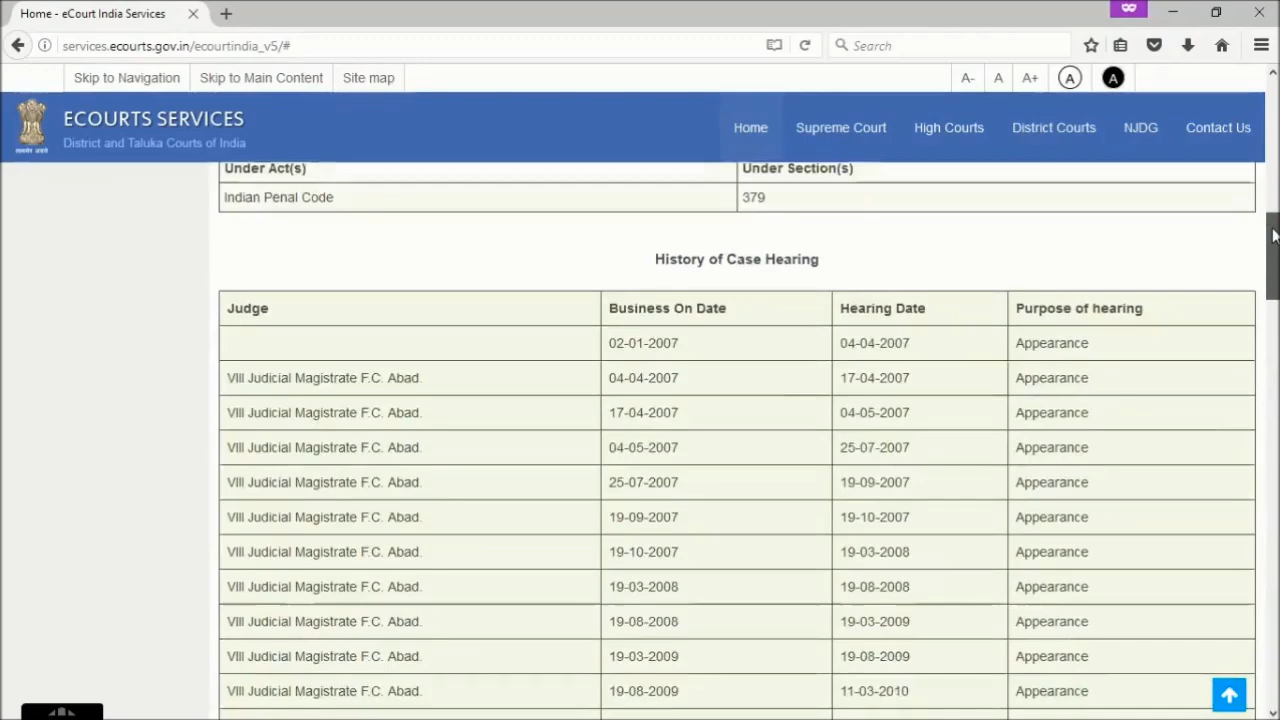 Home - eCourt India Services
services.ecourts.gov.in/ecourtindia_v5/#
Search
Skip to Navigation
Skip to Main Content
Site map
A-
A
A+
A
A
ECOURTS SERVICES
District and Taluka Courts of India
Home
Supreme Court
High Courts
District Courts
NJDG
Contact Us
Under Act(s) Under Section(s)
Indian Penal Code 379
History of Case Hearing
Judge Business On Date Hearing Date Purpose of hearing
02-01-2007 04-04-2007 Appearance
VIII Judicial Magistrate F.C. Abad. 04-04-2007 17-04-2007 Appearance
VIII Judicial Magistrate F.C. Abad. 17-04-2007 04-05-2007 Appearance
VIII Judicial Magistrate F.C. Abad. 04-05-2007 25-07-2007 Appearance
VIII Judicial Magistrate F.C. Abad. 25-07-2007 19-09-2007 Appearance
VIII Judicial Magistrate F.C. Abad. 19-09-2007 19-10-2007 Appearance
VIII Judicial Magistrate F.C. Abad. 19-10-2007 19-03-2008 Appearance
VIII Judicial Magistrate F.C. Abad. 19-03-2008 19-08-2008 Appearance
VIII Judicial Magistrate F.C. Abad. 19-08-2008 19-03-2009 Appearance
VIII Judicial Magistrate F.C. Abad. 19-03-2009 19-08-2009 Appearance
VIII Judicial Magistrate F.C. Abad. 19-08-2009 11-03-2010 Appearance